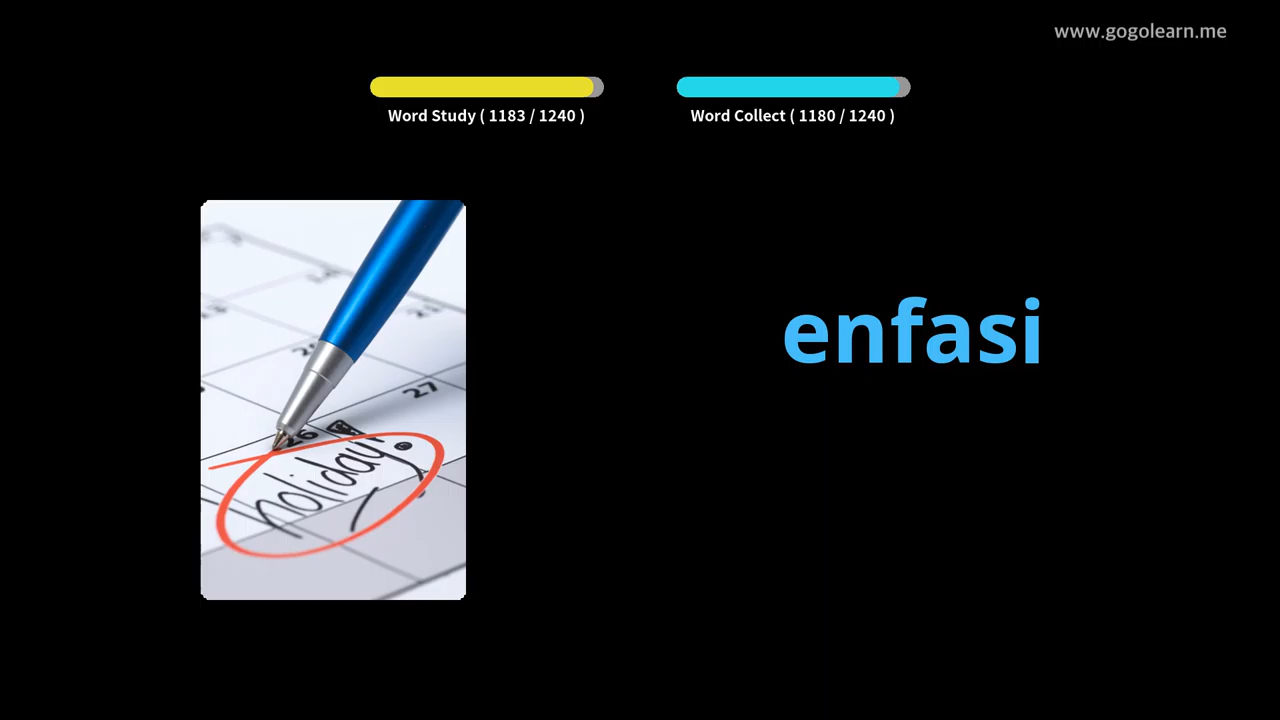 www.gogolearn.me
Word Study ( 1183 / 1240 )
Word Collect ( 1180 / 1240 )
enfasi
27
26
holiday!